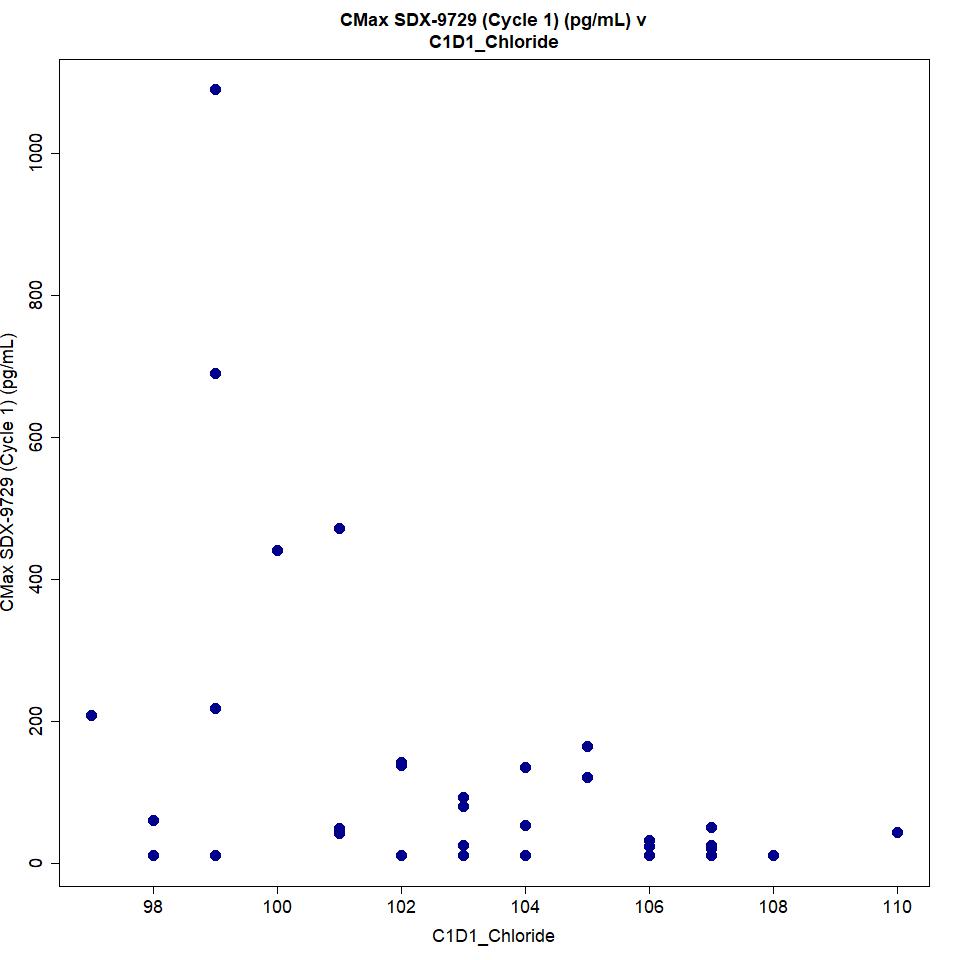 CMax SDX-9729 (Cycle 1) (pg/mL) v
C1D1_Chloride
CMax SDX-9729 (Cycle 1) (pg/mL)
1000
800
600
400
200
0
98 100 102 104 106 108 110
C1D1_Chloride